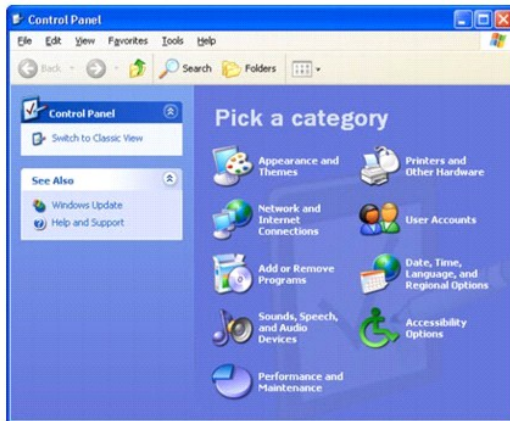 Control Panel
File Edit View Favorites Tools Help
Back Search Folders
Control Panel
Switch to Classic View
See Also
Windows Update
Help and Support
Pick a category
Appearance and
Themes
Printers and
Other Hardware
Network and
Internet
Connections
User Accounts
Add or Remove
Programs
Date, Time,
Language, and
Regional Options
Sounds, Speech,
and Audio
Devices
Accessibility
Options
Performance and
Maintenance